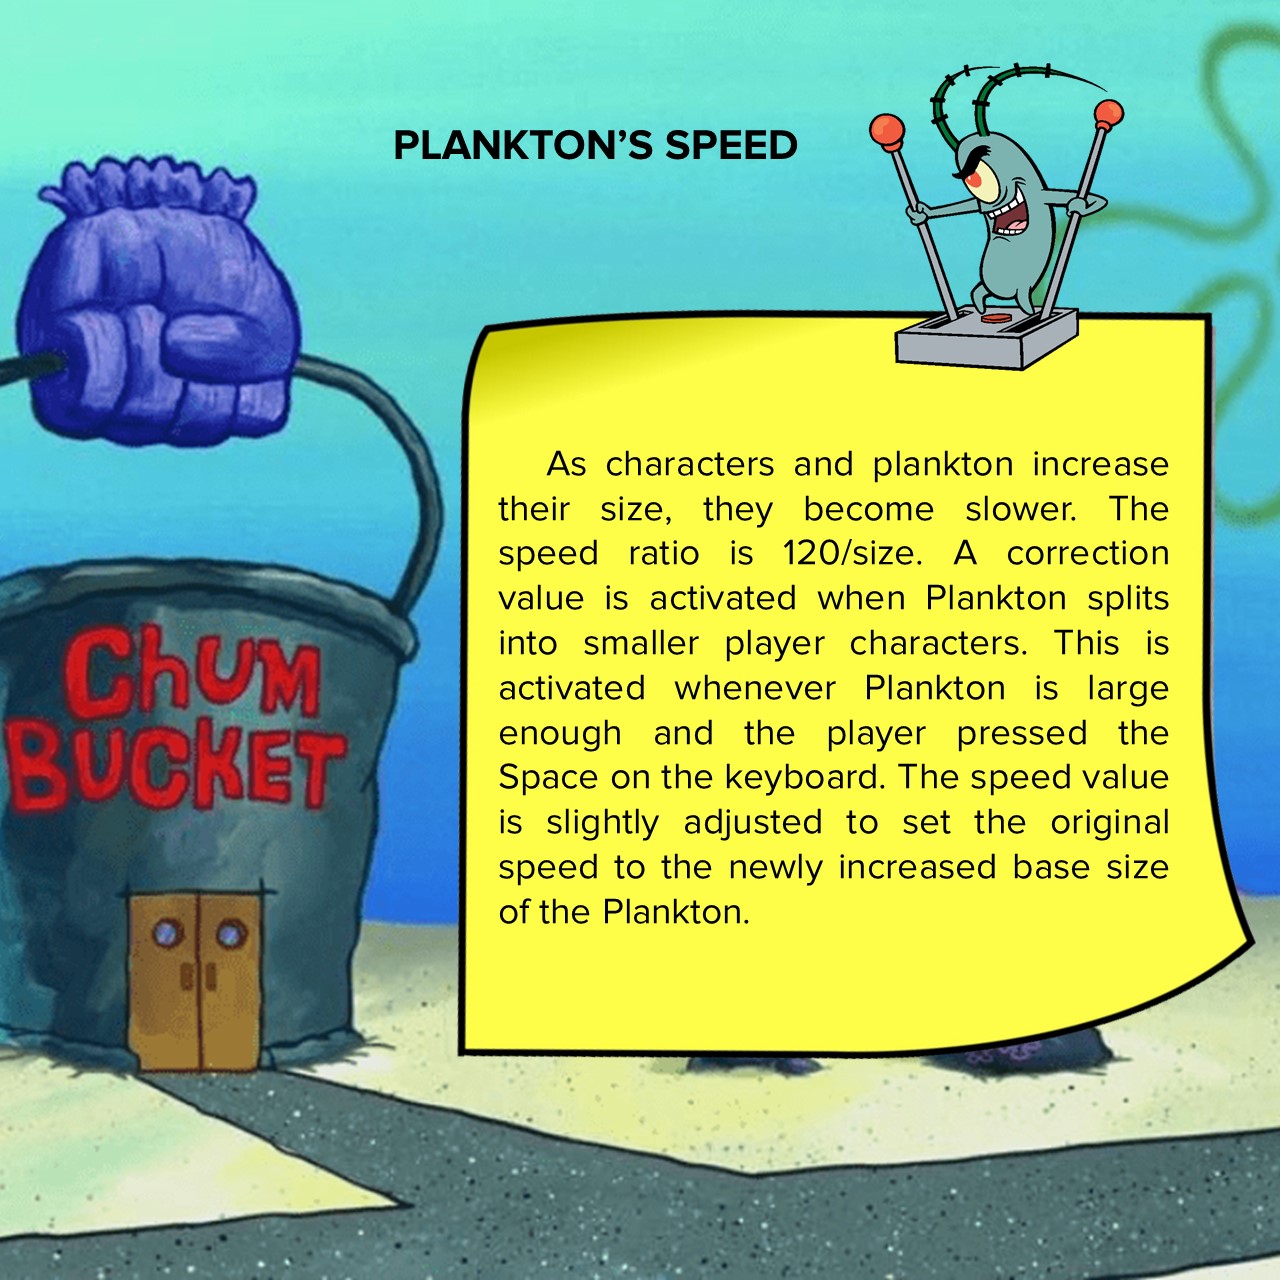 PLANKTON’S SPEED
As characters and plankton increase
their size, they become slower. The
speed ratio is 120/size. A correction
value is activated when Plankton splits
into smaller player characters. This is
activated whenever Plankton is large
enough and the player pressed the
Space on the keyboard. The speed value
is slightly adjusted to set the original
speed to the newly increased base size
of the Plankton.
ChUM
BUCKET